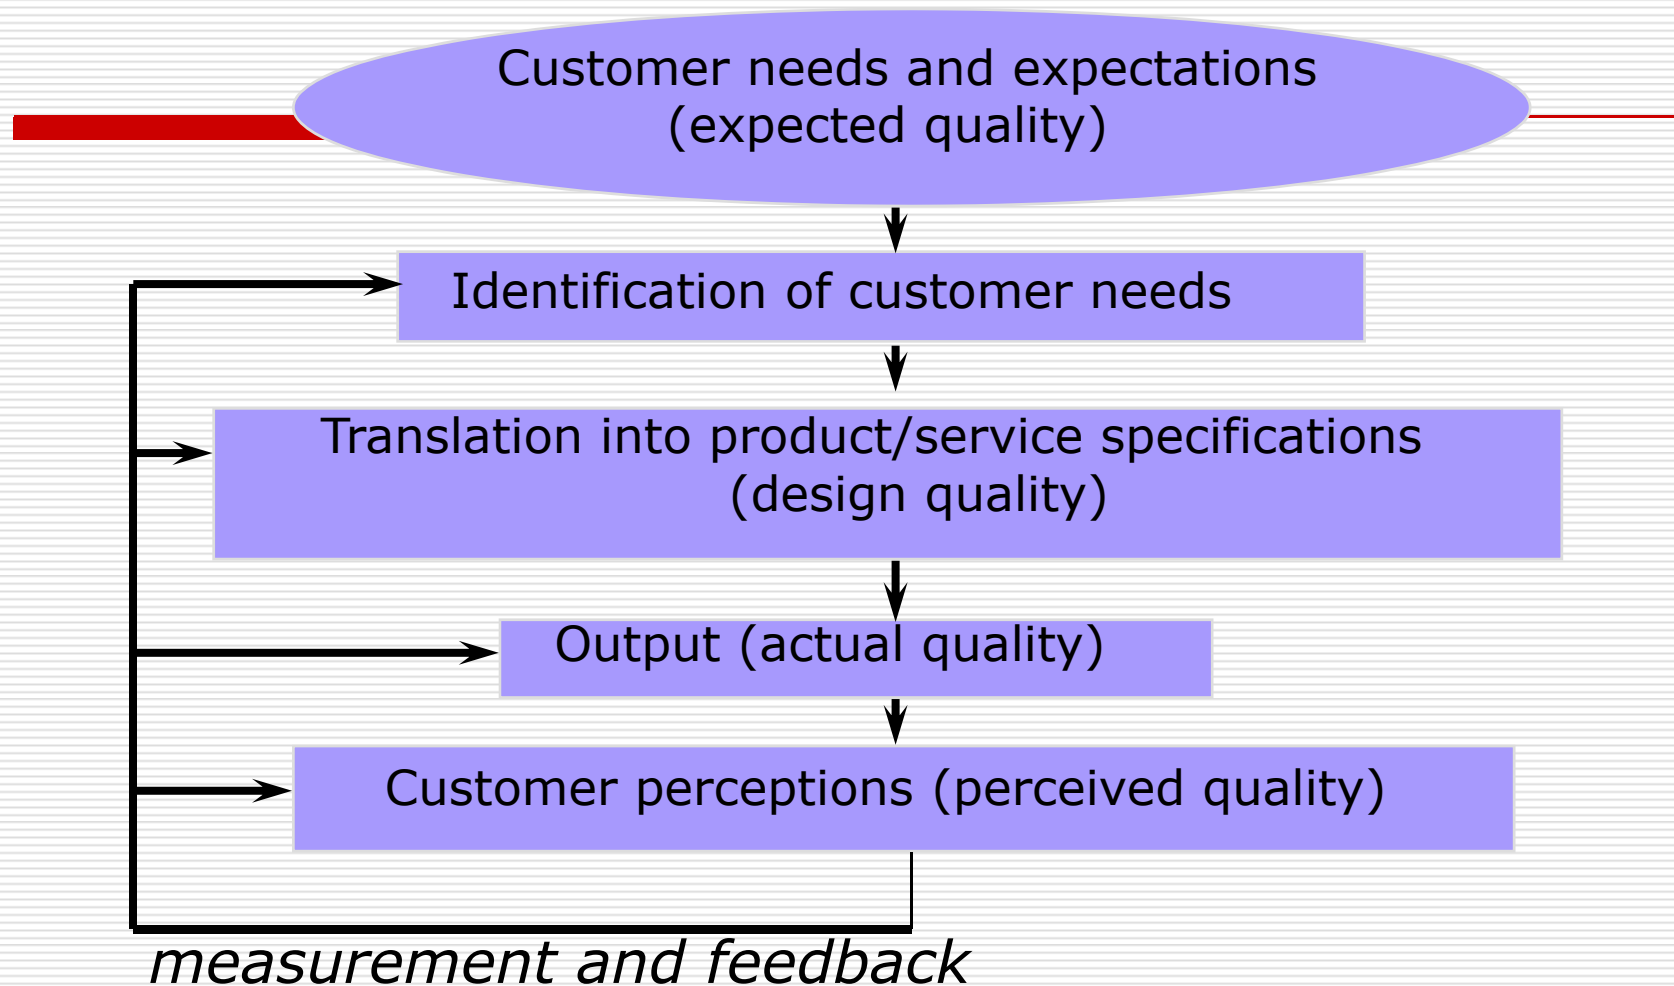 Customer needs and expectations
(expected quality)
Identification of customer needs
Translation into product/service specifications
(design quality)
Output (actual quality)
Customer perceptions (perceived quality)
measurement and feedback